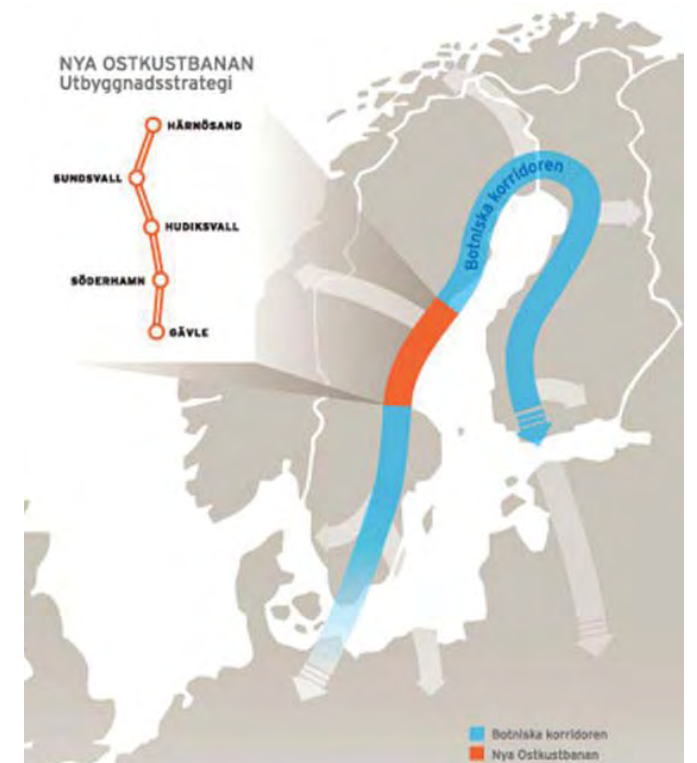 NYA OSTKUSTBANAN
Utbyggnadsstrategi
HÄRNÖSAND
SUNDSVALL
HUDIKSVALL
SÖDERHAMN
GÄVLE
Botniska korridoren
Botniska korridoren
Nya Ostkustbanan